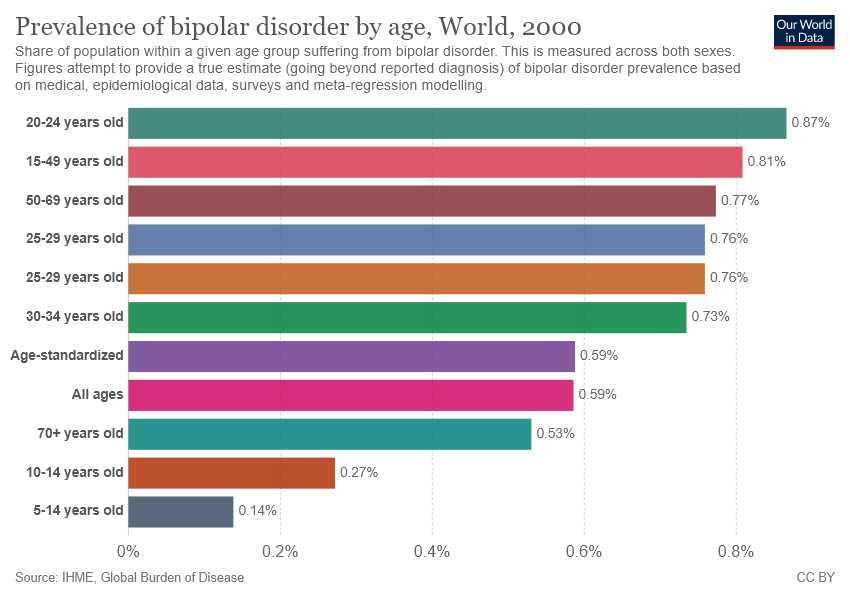 Prevalence of bipolar disorder by age, World, 2000
Our World
in Data
Share of population within a given age group suffering from bipolar disorder. This is measured across both sexes.
Figures attempt to provide a true estimate (going beyond reported diagnosis) of bipolar disorder prevalence based
on medical, epidemiological data, surveys and meta-regression modelling.
20-24 years old 0.87%
15-49 years old 0.81%
50-69 years old 0.77%
25-29 years old 0.76%
25-29 years old 0.76%
30-34 years old 0.73%
Age-standardized 0.59%
All ages 0.59%
70+ years old 0.53%
10-14 years old 0.27%
5-14 years old 0.14%
0% 0.2% 0.4% 0.6% 0.8%
Source: IHME, Global Burden of Disease CC BY